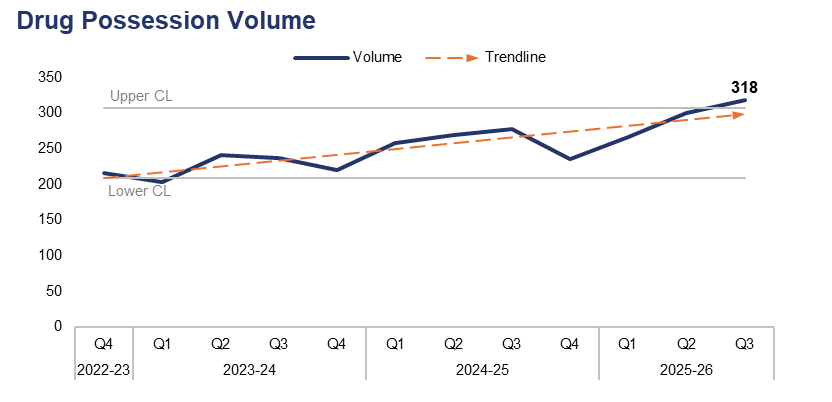 Drug Possession Volume
Volume Trendline
350
300
250
200
150
100
50
0
Upper CL
Lower CL
318
Q4 Q1 Q2 Q3 Q4 Q1 Q2 Q3 Q4 Q1 Q2 Q3
2022-23 2023-24 2024-25 2025-26